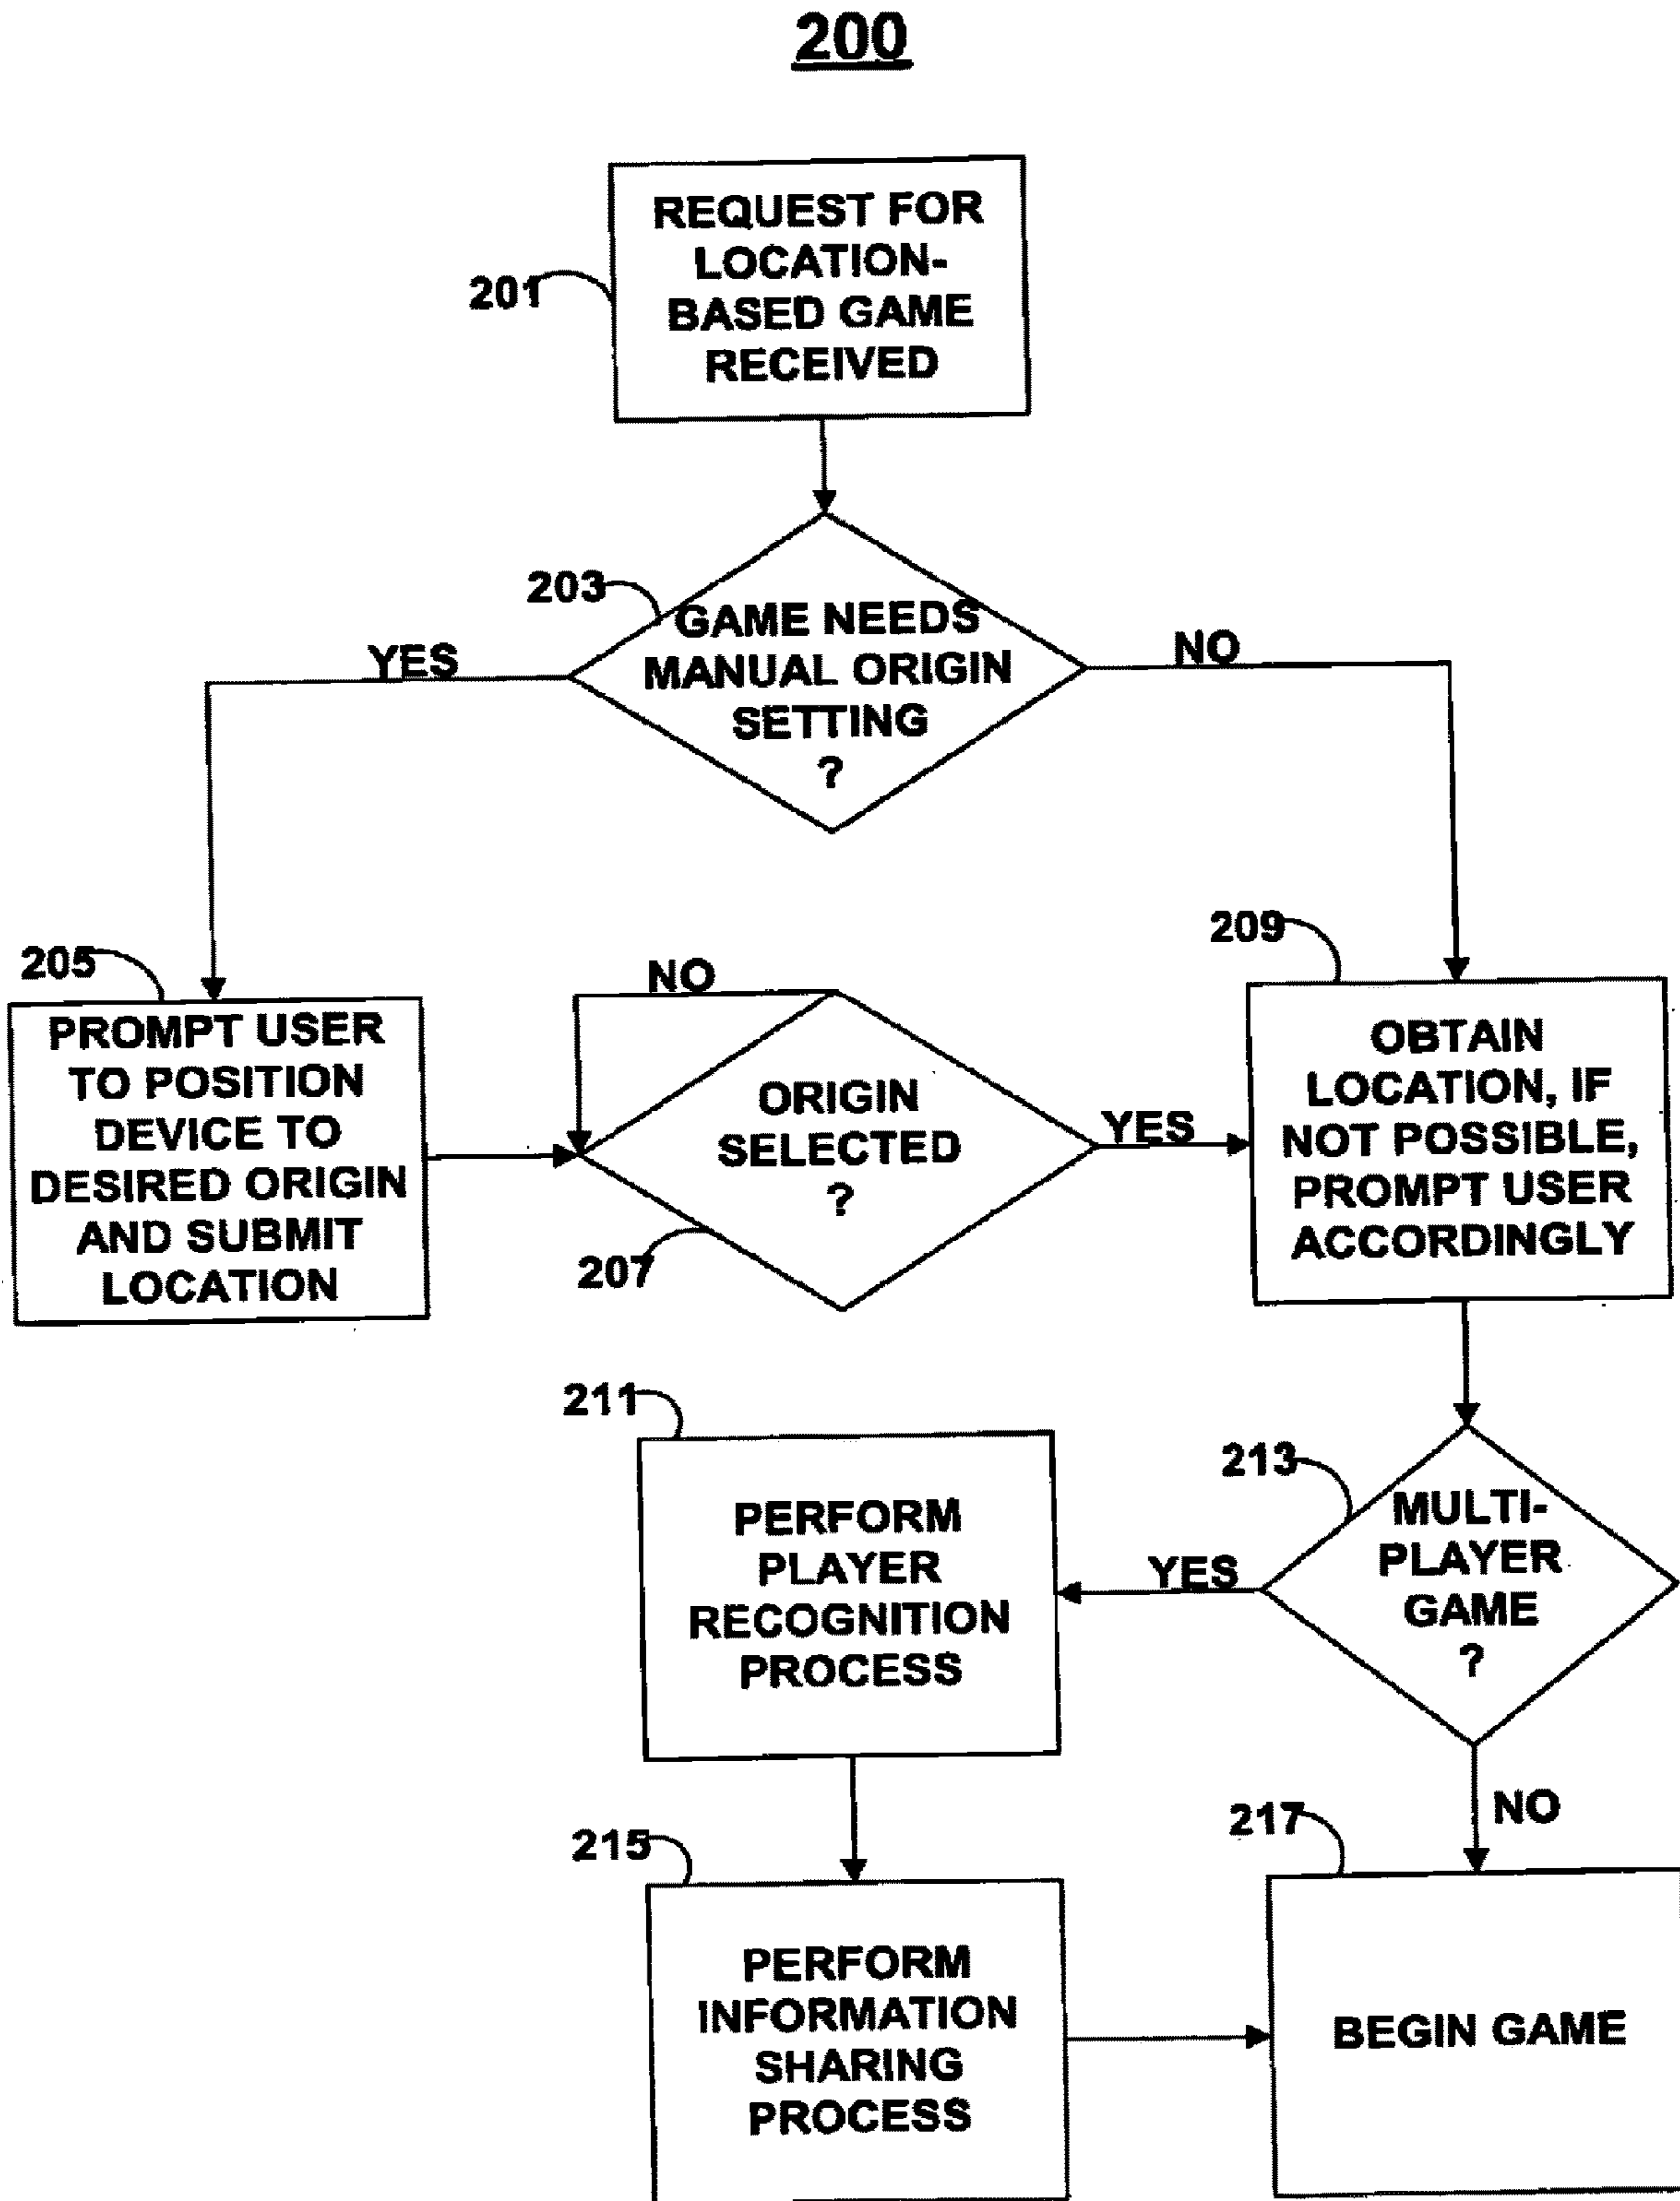 200
REQUEST FOR
LOCATION-
BASED GAME
RECEIVED
201
203
GAME NEEDS
MANUAL ORIGIN
SETTING
?
YES
NO
205
PROMPT USER
TO POSITION
DEVICE TO
DESIRED ORIGIN
AND SUBMIT
LOCATION
NO
ORIGIN
SELECTED
?
207
YES
209
OBTAIN
LOCATION, IF
NOT POSSIBLE,
PROMPT USER
ACCORDINGLY
211
PERFORM
PLAYER
RECOGNITION
PROCESS
213
MULTI-
PLAYER
GAME
?
YES
NO
215
PERFORM
INFORMATION
SHARING
PROCESS
217
BEGIN GAME